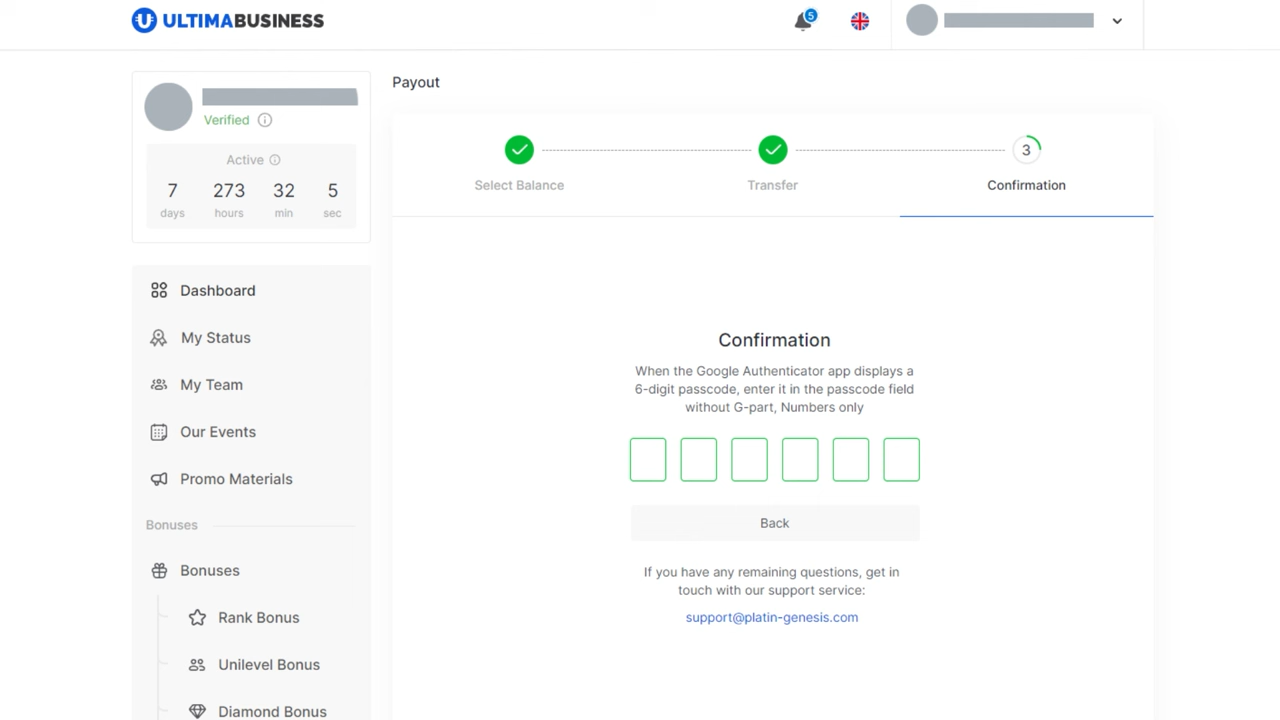 ULTIMABUSINESS
5
Verified
Active
7 273 32 5
days hours min sec
Dashboard
My Status
My Team
Our Events
Promo Materials
Bonuses
Bonuses
Rank Bonus
Unilevel Bonus
Diamond Bonus
Payout
3
Select Balance Transfer Confirmation
Confirmation
When the Google Authenticator app displays a
6-digit passcode, enter it in the passcode field
without G-part, Numbers only
Back
If you have any remaining questions, get in
touch with our support service:
support@platin-genesis.com